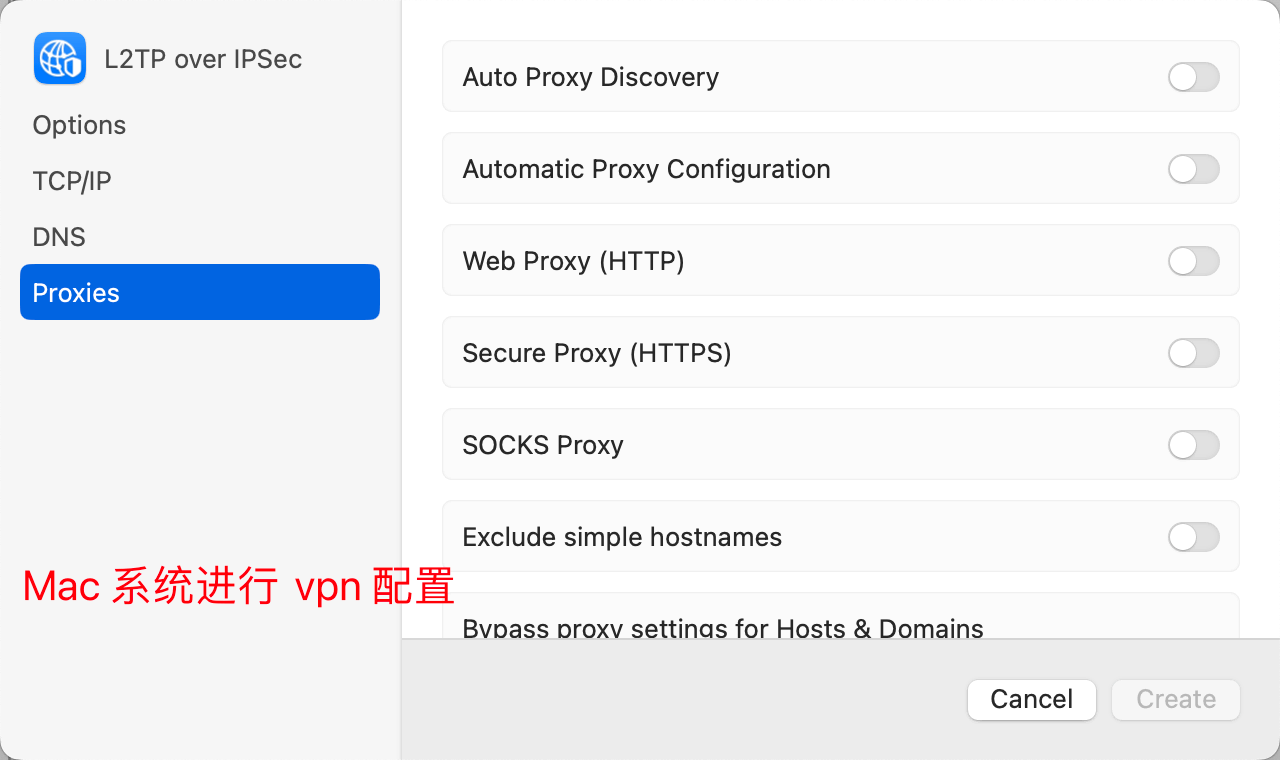 L2TP over IPSec
Options
TCP/IP
DNS
Proxies
Auto Proxy Discovery
Automatic Proxy Configuration
Web Proxy (HTTP)
Secure Proxy (HTTPS)
SOCKS Proxy
Exclude simple hostnames
Bypass proxy settings for Hosts & Domains
Mac 系统进行 vpn 配置
Cancel
Create